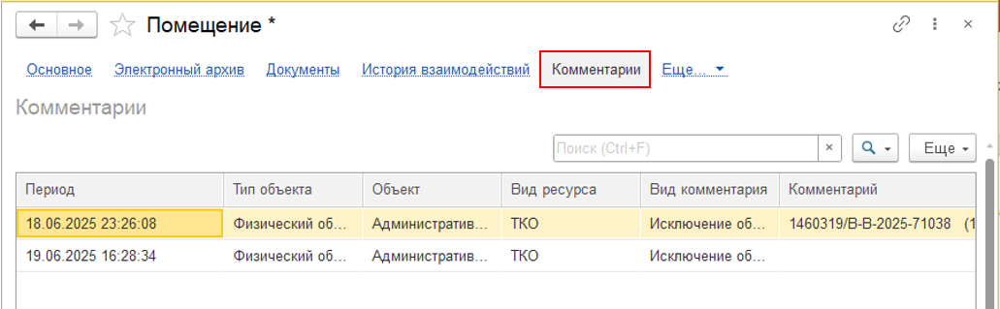 Помещение *
Основное Электронный архив Документы История взаимодействий Комментарии Еще...
Комментарии
Поиск (Ctrl+F) × Еще
Период Тип объекта Объект Вид ресурса Вид комментария Комментарий
18.06.2025 23:26:08 Физический об... Административ... ТКО Исключение об... 1460319/В-В-2025-71038 (1
19.06.2025 16:28:34 Физический об... Административ... ТКО Исключение об...